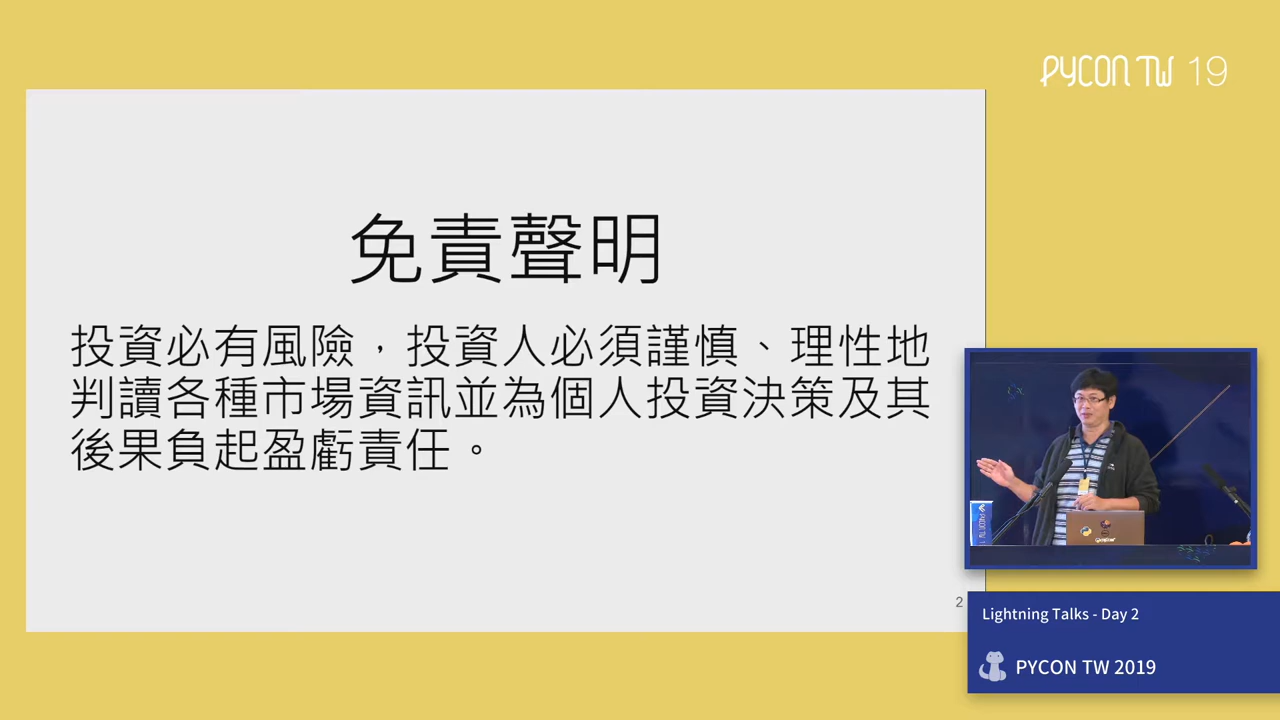 PYCON TW 19
免責聲明
投資必有風險，投資人必須謹慎、理性地
判讀各種市場資訊並為個人投資決策及其
後果負起盈虧責任。
2
Lightning Talks - Day 2
PYCON TW 2019